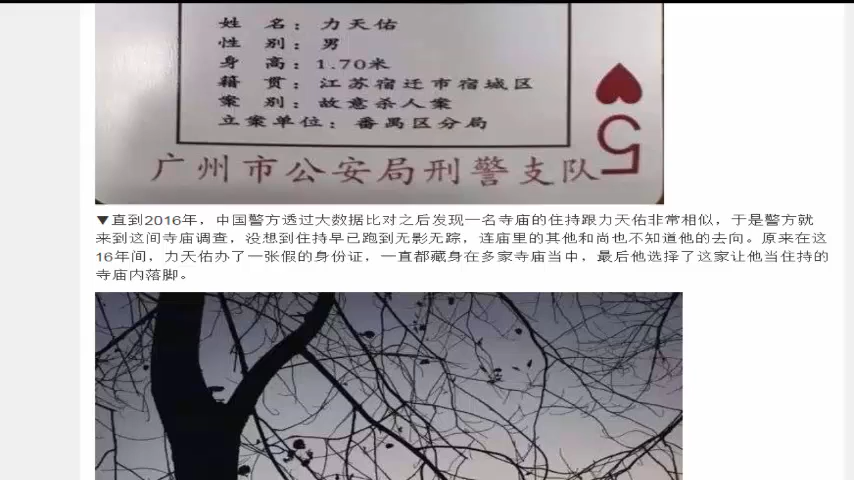 姓 名：力天佑
性 别：男
身 高：1.70米
籍 贯：江苏宿迁市宿城区
案 别：故意杀人案
立案单位：番禺区分局
5
广州市公安局刑警支队
▼直到2016年，中国警方透过大数据比对之后发现一名寺庙的住持跟力天佑非常相似，于是警方就
来到这间寺庙调查，没想到住持早已跑到无影无踪，连庙里的其他和尚也不知道他的去向。原来在这
16年间，力天佑办了一张假的身份证，一直都藏身在多家寺庙当中，最后他选择了这家让他当住持的
寺庙内落脚。